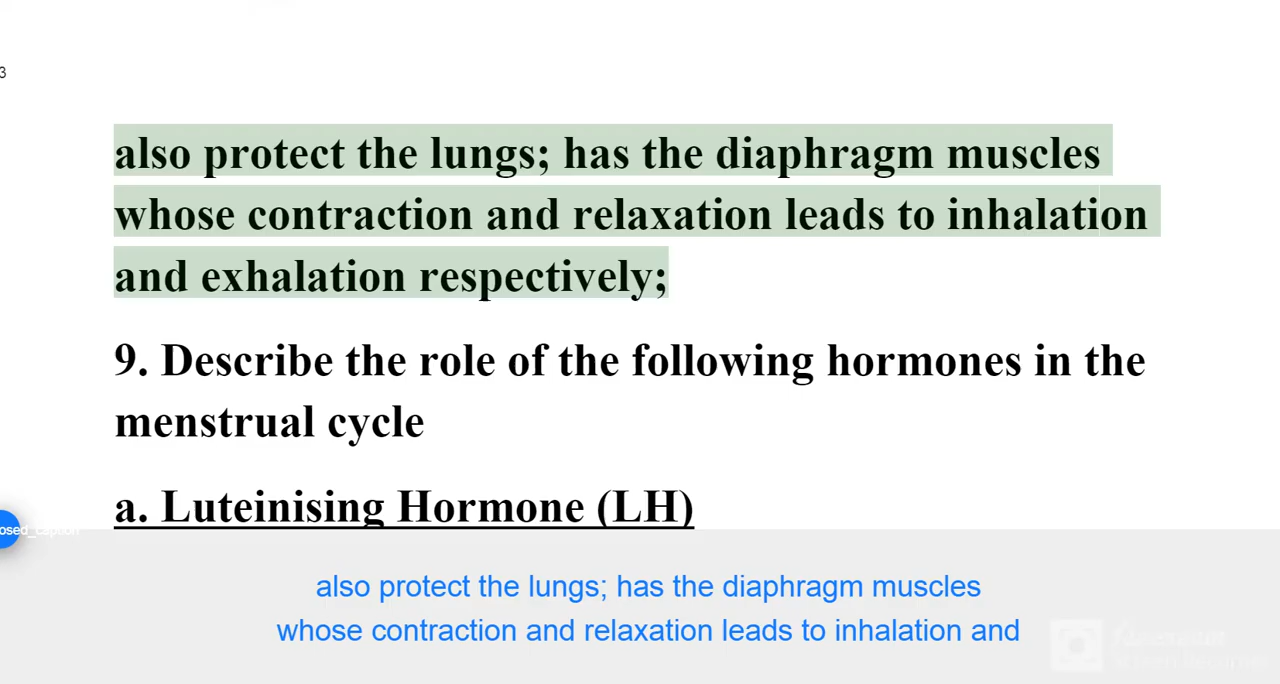 3
also protect the lungs; has the diaphragm muscles
whose contraction and relaxation leads to inhalation
and exhalation respectively;
9. Describe the role of the following hormones in the
menstrual cycle
a. Luteinising Hormone (LH)
osed_caption
also protect the lungs; has the diaphragm muscles
whose contraction and relaxation leads to inhalation and